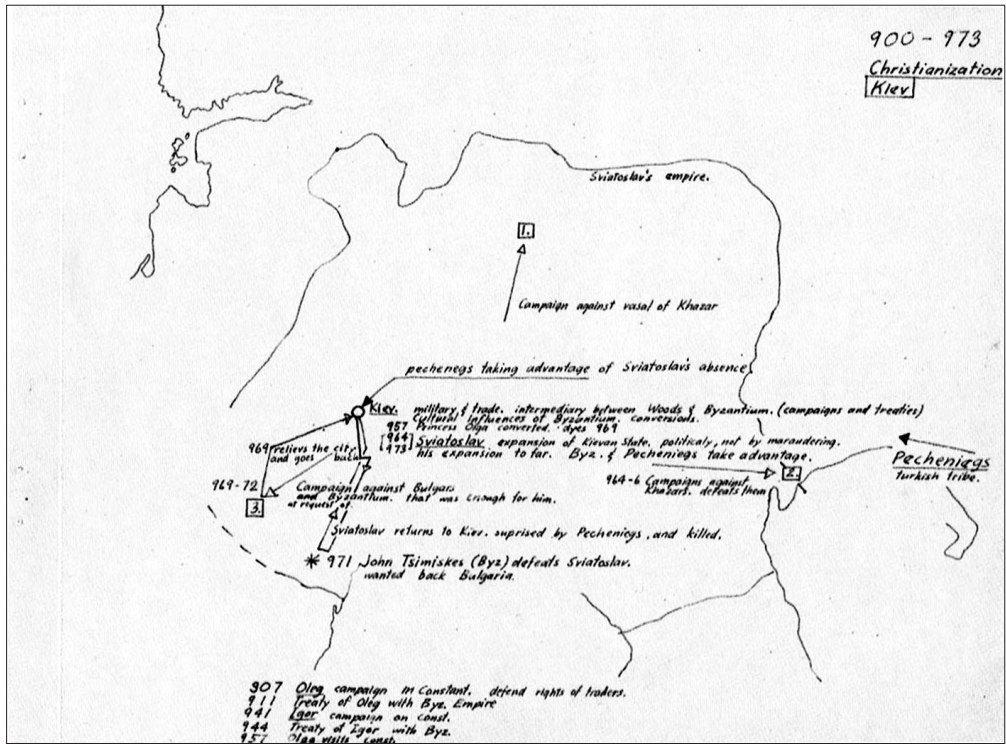 900 - 973
Christianization
Kiev
Sviatoslav's empire.
1.
Campaign against vasal of Khazar
pechenegs taking advantage of Sviatoslav's absence
Kiev. military & trade. intermediary between Woods & Byzantium. (campaigns and treaties)
Cultural influences of Byzantium. conversions.
957 Princess Olga converted. dyes 969
964 Sviatoslav expansion of Kievan State, politicaly, not by maraudering.
973 his expansion to far. Byz. & Pecheniegs take advantage.
969 relieves the city
and goes back
964-6 Campaigns against
Khazars. defeats them
2.
Pecheniegs
turkish tribe.
969-72
3.
Campaign against Bulgars
and Byzantium. that was enough for him.
at request of
Sviatoslav returns to Kiev. suprised by Pecheniegs, and killed.
971 John Tsimiskes (Byz) defeats Sviatoslav.
wanted back Bulgaria.
907 Oleg campaign in Constant. defend rights of traders.
911 Treaty of Oleg with Byz. Empire
941 Igor campaign on const.
944 Treaty of Igor with Byz.
957 Olga visits const.